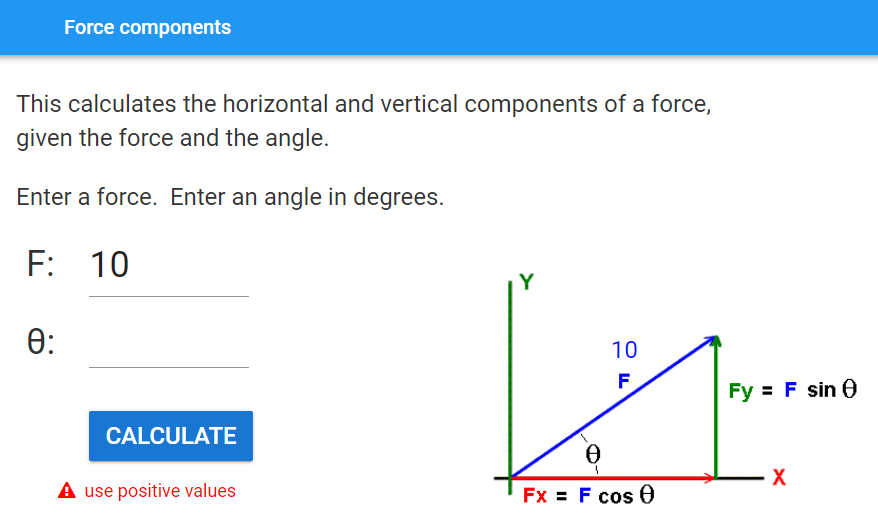 Force components
This calculates the horizontal and vertical components of a force,
given the force and the angle.
Enter a force. Enter an angle in degrees.
F: 10
θ:
CALCULATE
use positive values
Y
10
F
Fy = F sin θ
θ
X
Fx = F cos θ